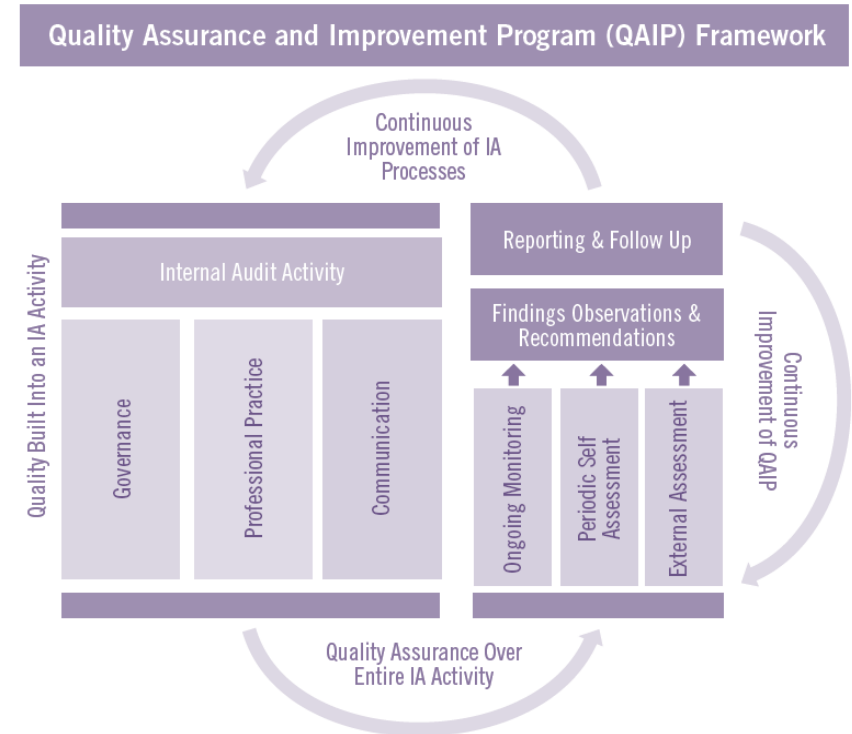 Quality Assurance and Improvement Program (QAIP) Framework
Continuous
Improvement of IA
Processes
Quality Built Into an IA Activity
Internal Audit Activity
Governance
Professional Practice
Communication
Reporting & Follow Up
Findings Observations &
Recommendations
Ongoing Monitoring
Periodic Self
Assessment
External Assessment
Continuous
Improvement of QAIP
Quality Assurance Over
Entire IA Activity